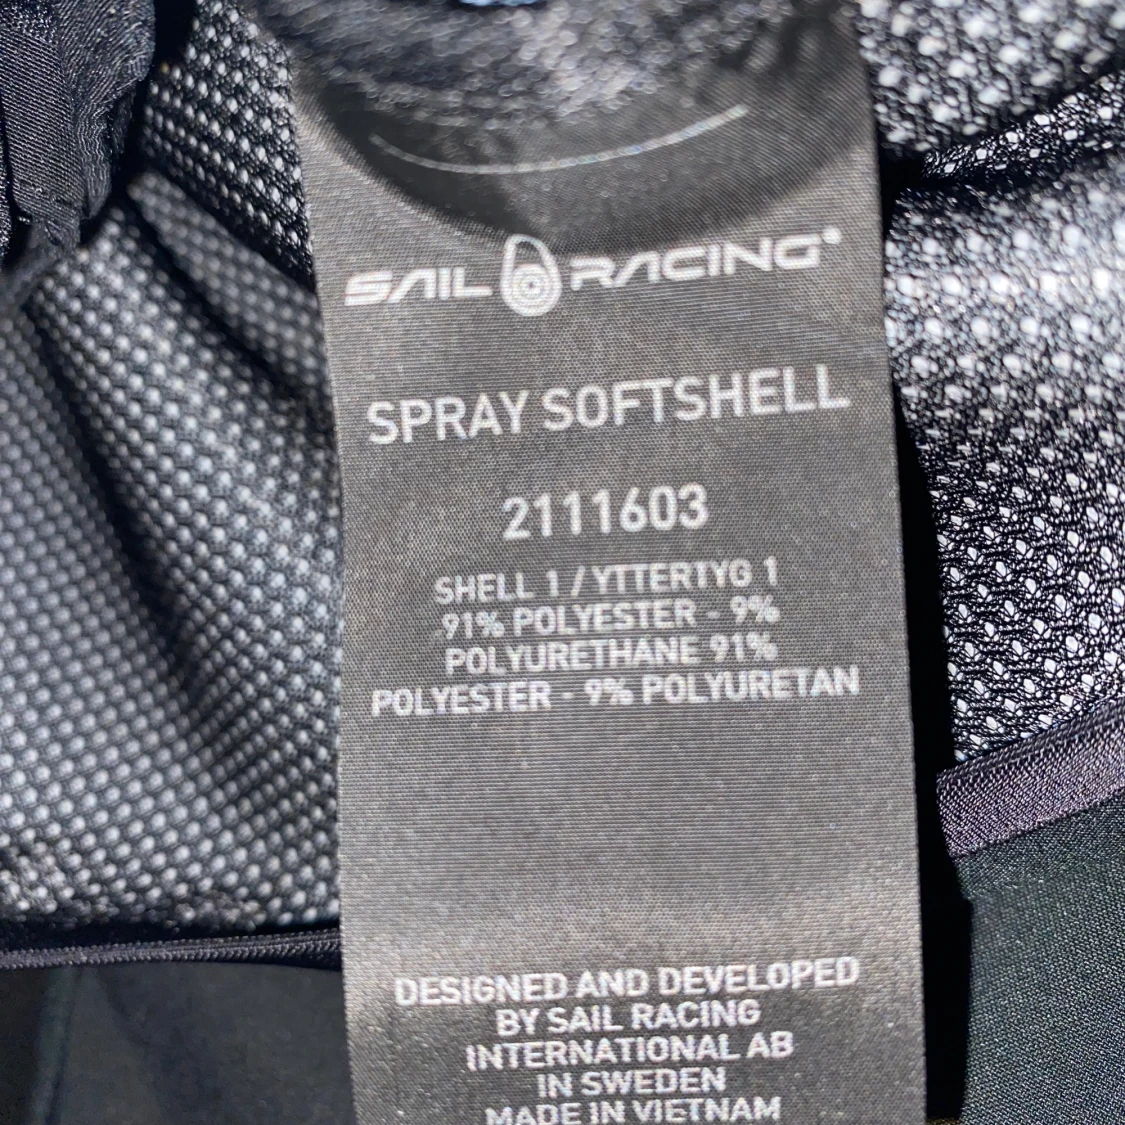 SAIL RACING®
SPRAY SOFTSHELL
2111603
SHELL 1 / YTTERTYG 1
91% POLYESTER - 9%
POLYURETHANE 91%
POLYESTER - 9% POLYURETAN
DESIGNED AND DEVELOPED
BY SAIL RACING
INTERNATIONAL AB
IN SWEDEN
MADE IN VIETNAM